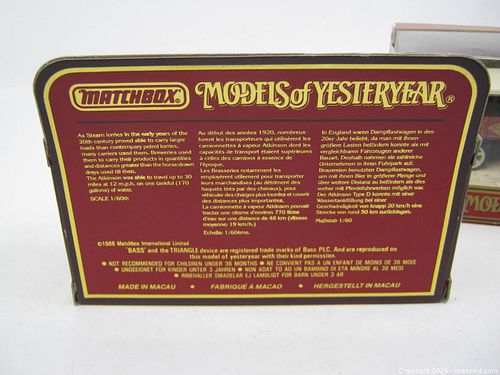 MATCHBOX®
MODELS of YESTERYEAR®
As Steam lorries in the early years of the
20th century proved able to carry larger
loads than contempary petrol lorries,
many carriers used them. Breweries used
them to carry their products in quantities
and distances greater than the horse-drawn
drays used till then.
The Atkinson was able to travel up to 30
miles at 12 m.p.h. on one tankful (170
gallons) of water.
SCALE 1/60th
Au début des années 1920, nombreux
furent les transporteurs qui utilisèrent les
camionnettes à vapeur Atkinson dont les
capacités de transport étaient supérieures
à celles des camions à essence de
l'époque.
Les Brasseries notamment les
employèrent utilement pour transporter
leurs marchandises (au détriment des
haquets tirés par des chevaux), pour
véhiculer des charges plus lourdes et couvrir
des distances plus importantes.
La camionnette à vapeur Atkinson pouvait
tracter une citerne d'environ 770 litres
d'eau sur une distance de 48 km (vitesse
moyenne 19 km/h.)
Echelle: 1/60ème.
In England waren Dampflastwagen in den
20er Jahr beliebt, da man mit ihnen
größere Lasten befördern konnte als mit
vergleichbaren Fahrzeugen anderer
Bauart. Deshalb nahmen sie zahlreiche
Unternehmen in ihren Fuhrpark auf.
Brauereien benutzten Dampflastwagen,
um mit ihnen Bier in größerer Menge und
über weitere Distanz zu befördern als dies
vorher mit Pferdefuhrwerken möglich war.
Der Atkinson Type D konnte mit einer
Wassertankfüllung bei einer
Geschwindigkeit von knapp 20 km/h eine
Strecke von rund 50 km zurücklegen.
Maßstab 1/60
©1986 Matchbox International Limited
'BASS' and the TRIANGLE device are registered trade marks of Bass PLC. And are reproduced on
this model of yesteryear with their kind permission.
• NOT RECOMMENDED FOR CHILDREN UNDER 36 MONTHS • NE CONVIENT PAS A UN ENFANT DE MOINS DE 36 MOIS
• UNGEEIGNET FÜR KINDER UNTER 3 JAHREN • NON ADAT TO AD UN BAMBINO DI ETA MINORE AL 36 MESI
• INNEHALLER SMADELAR EJ LAMPLIGT FOR BARN UNDER 3 AR
MADE IN MACAU • FABRIQUÉ À MACAO • HERGESTELLT IN MACAU